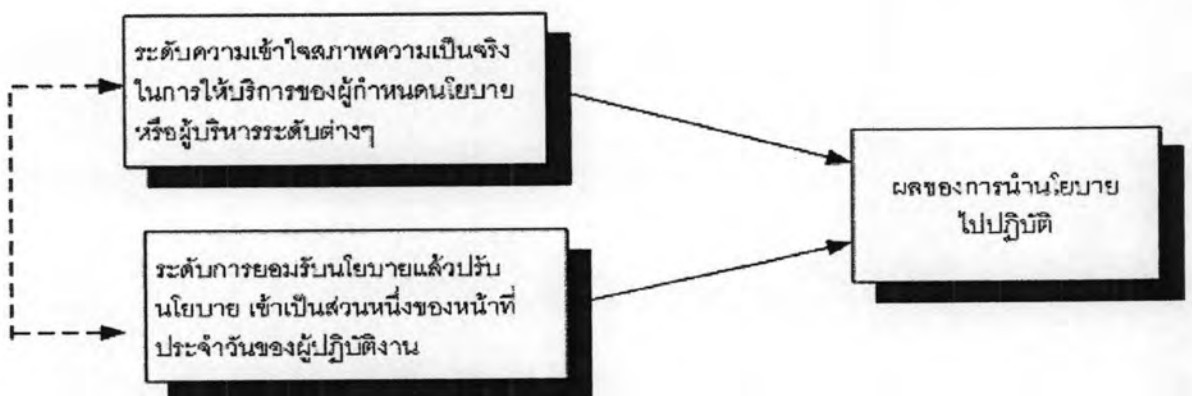 ระดับความเข้าใจสภาพความเป็นจริง
ในการให้บริการของผู้กำหนดนโยบาย
หรือผู้บริหารระดับต่างๆ
ระดับการยอมรับนโยบายแล้วปรับ
นโยบาย เข้าเป็นส่วนหนึ่งของหน้าที่
ประจำวันของผู้ปฏิบัติงาน
ผลของการนำนโยบาย
ไปปฏิบัติ